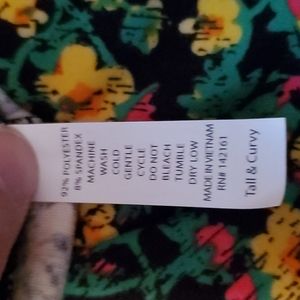 92% POLYESTER
8% SPANDEX
MACHINE
WASH
COLD
GENTLE
CYCLE
DO NOT
BLEACH
TUMBLE
DRY LOW
MADE IN VIETNAM
RN# 142161
Tall & Curvy